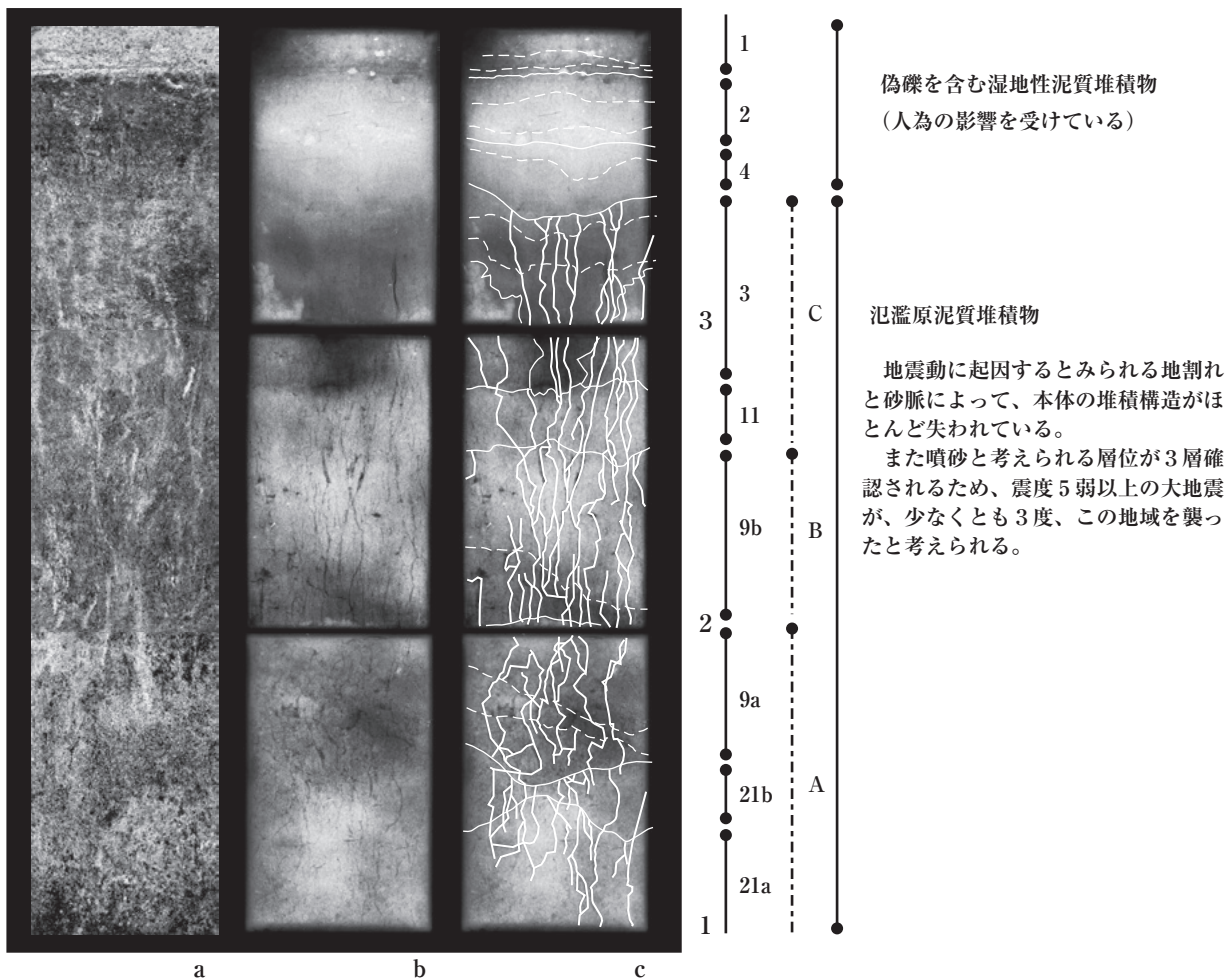 1
2
4
3
3
C
11
9b
B
2
9a
21b
A
21a
1
偽礫を含む湿地性泥質堆積物
（人為の影響を受けている）
氾濫原泥質堆積物
地震動に起因するとみられる地割れ
と砂脈によって、本体の堆積構造がほ
とんど失われている。
また噴砂と考えられる層位が３層確
認されるため、震度５弱以上の大地震
が、少なくとも３度、この地域を襲っ
たと考えられる。
a
b
c